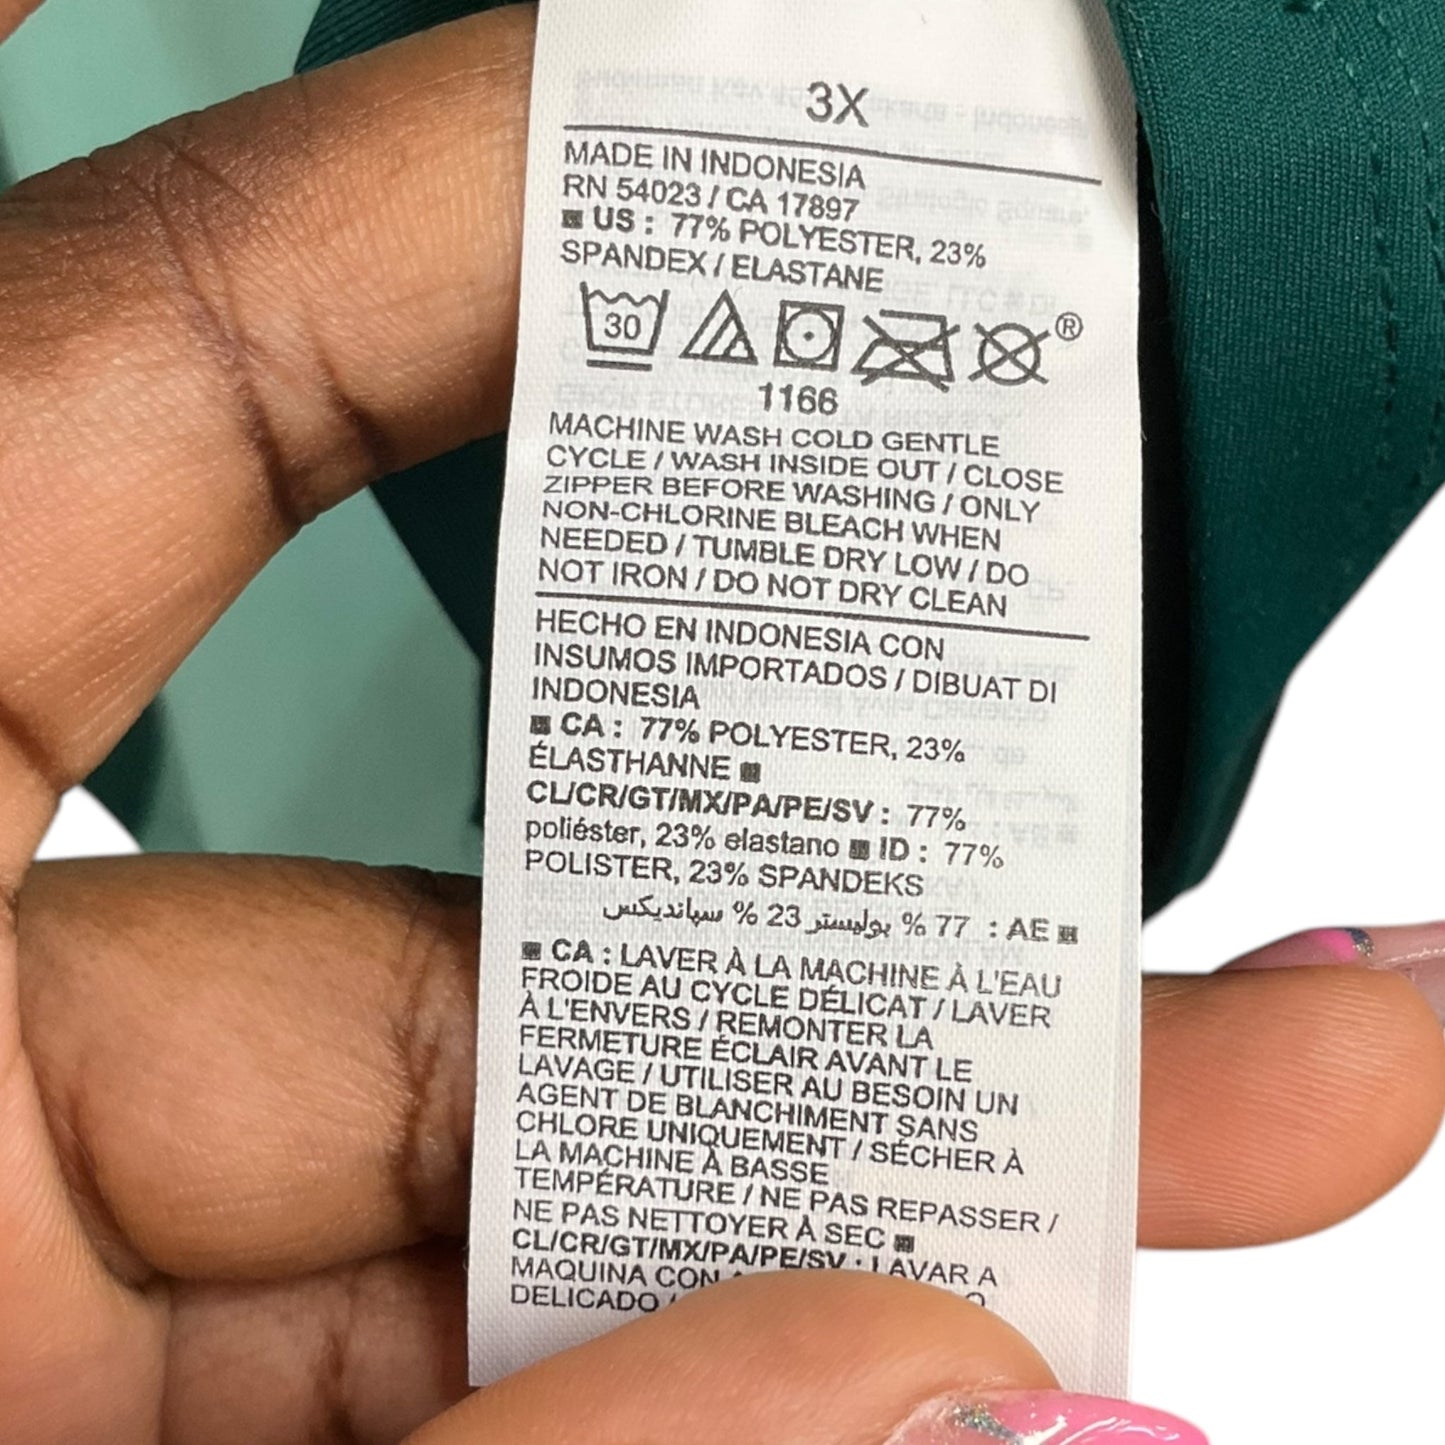 3X
MADE IN INDONESIA
RN 54023 / CA 17897
■ US : 77% POLYESTER, 23%
SPANDEX / ELASTANE
30 ®
1166
MACHINE WASH COLD GENTLE
CYCLE / WASH INSIDE OUT / CLOSE
ZIPPER BEFORE WASHING / ONLY
NON-CHLORINE BLEACH WHEN
NEEDED / TUMBLE DRY LOW / DO
NOT IRON / DO NOT DRY CLEAN
HECHO EN INDONESIA CON
INSUMOS IMPORTADOS / DIBUAT DI
INDONESIA
■ CA : 77% POLYESTER, 23%
ÉLASTHANNE ■
CL/CR/GT/MX/PA/PE/SV : 77%
poliéster, 23% elastano ■ ID : 77%
POLISTER, 23% SPANDEKS
■ AE : 77 % بوليستر 23 % سپانديكس
■ CA : LAVER À LA MACHINE À L'EAU
FROIDE AU CYCLE DÉLICAT / LAVER
À L'ENVERS / REMONTER LA
FERMETURE ÉCLAIR AVANT LE
LAVAGE / UTILISER AU BESOIN UN
AGENT DE BLANCHIMENT SANS
CHLORE UNIQUEMENT / SÉCHER À
LA MACHINE À BASSE
TEMPÉRATURE / NE PAS REPASSER /
NE PAS NETTOYER À SEC ■
CL/CR/GT/MX/PA/PE/SV : LAVAR A
MAQUINA CON
DELICADO /